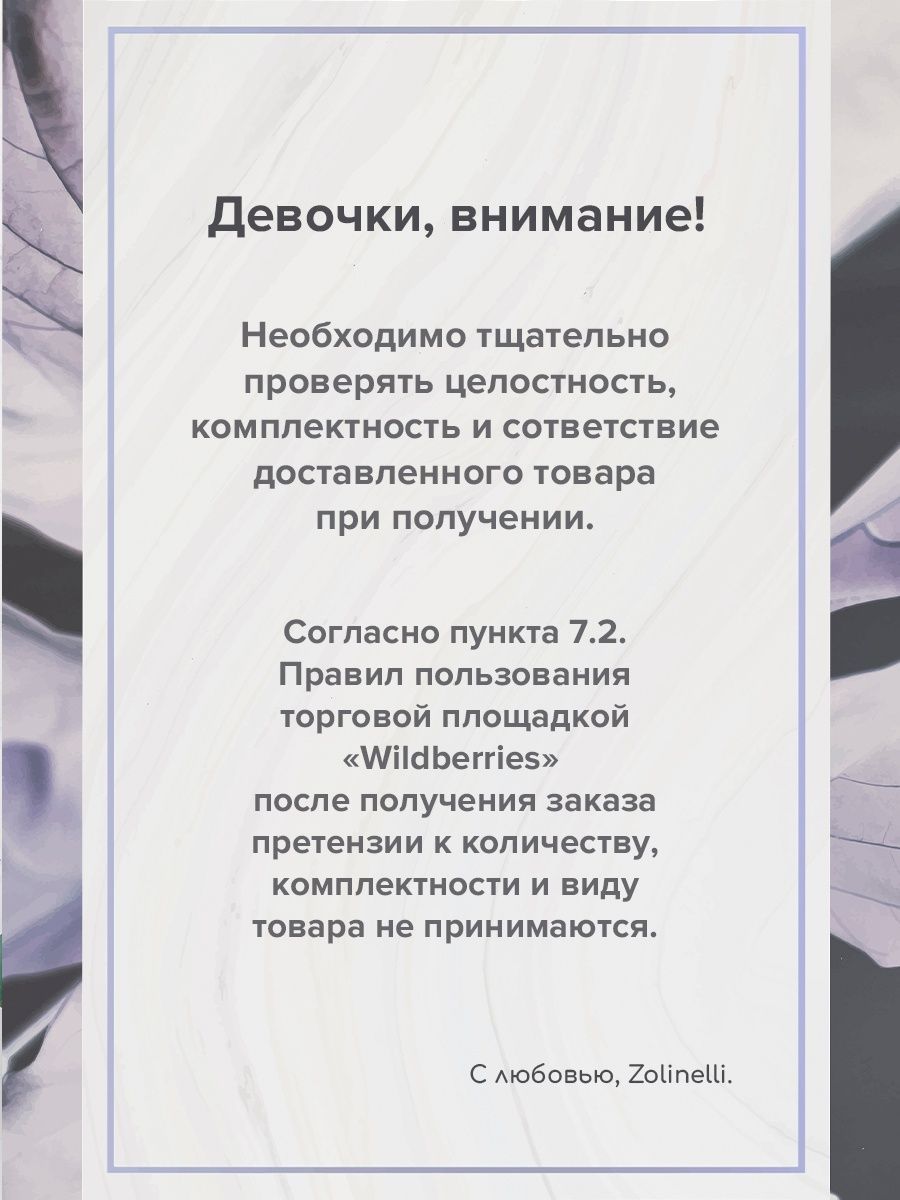 Девочки, внимание!
Необходимо тщательно
проверять целостность,
комплектность и сответствие
доставленного товара
при получении.
Согласно пункта 7.2.
Правил пользования
торговой площадкой
«Wildberries»
после получения заказа
претензии к количеству,
комплектности и виду
товара не принимаются.
С любовью, Zolinelli.